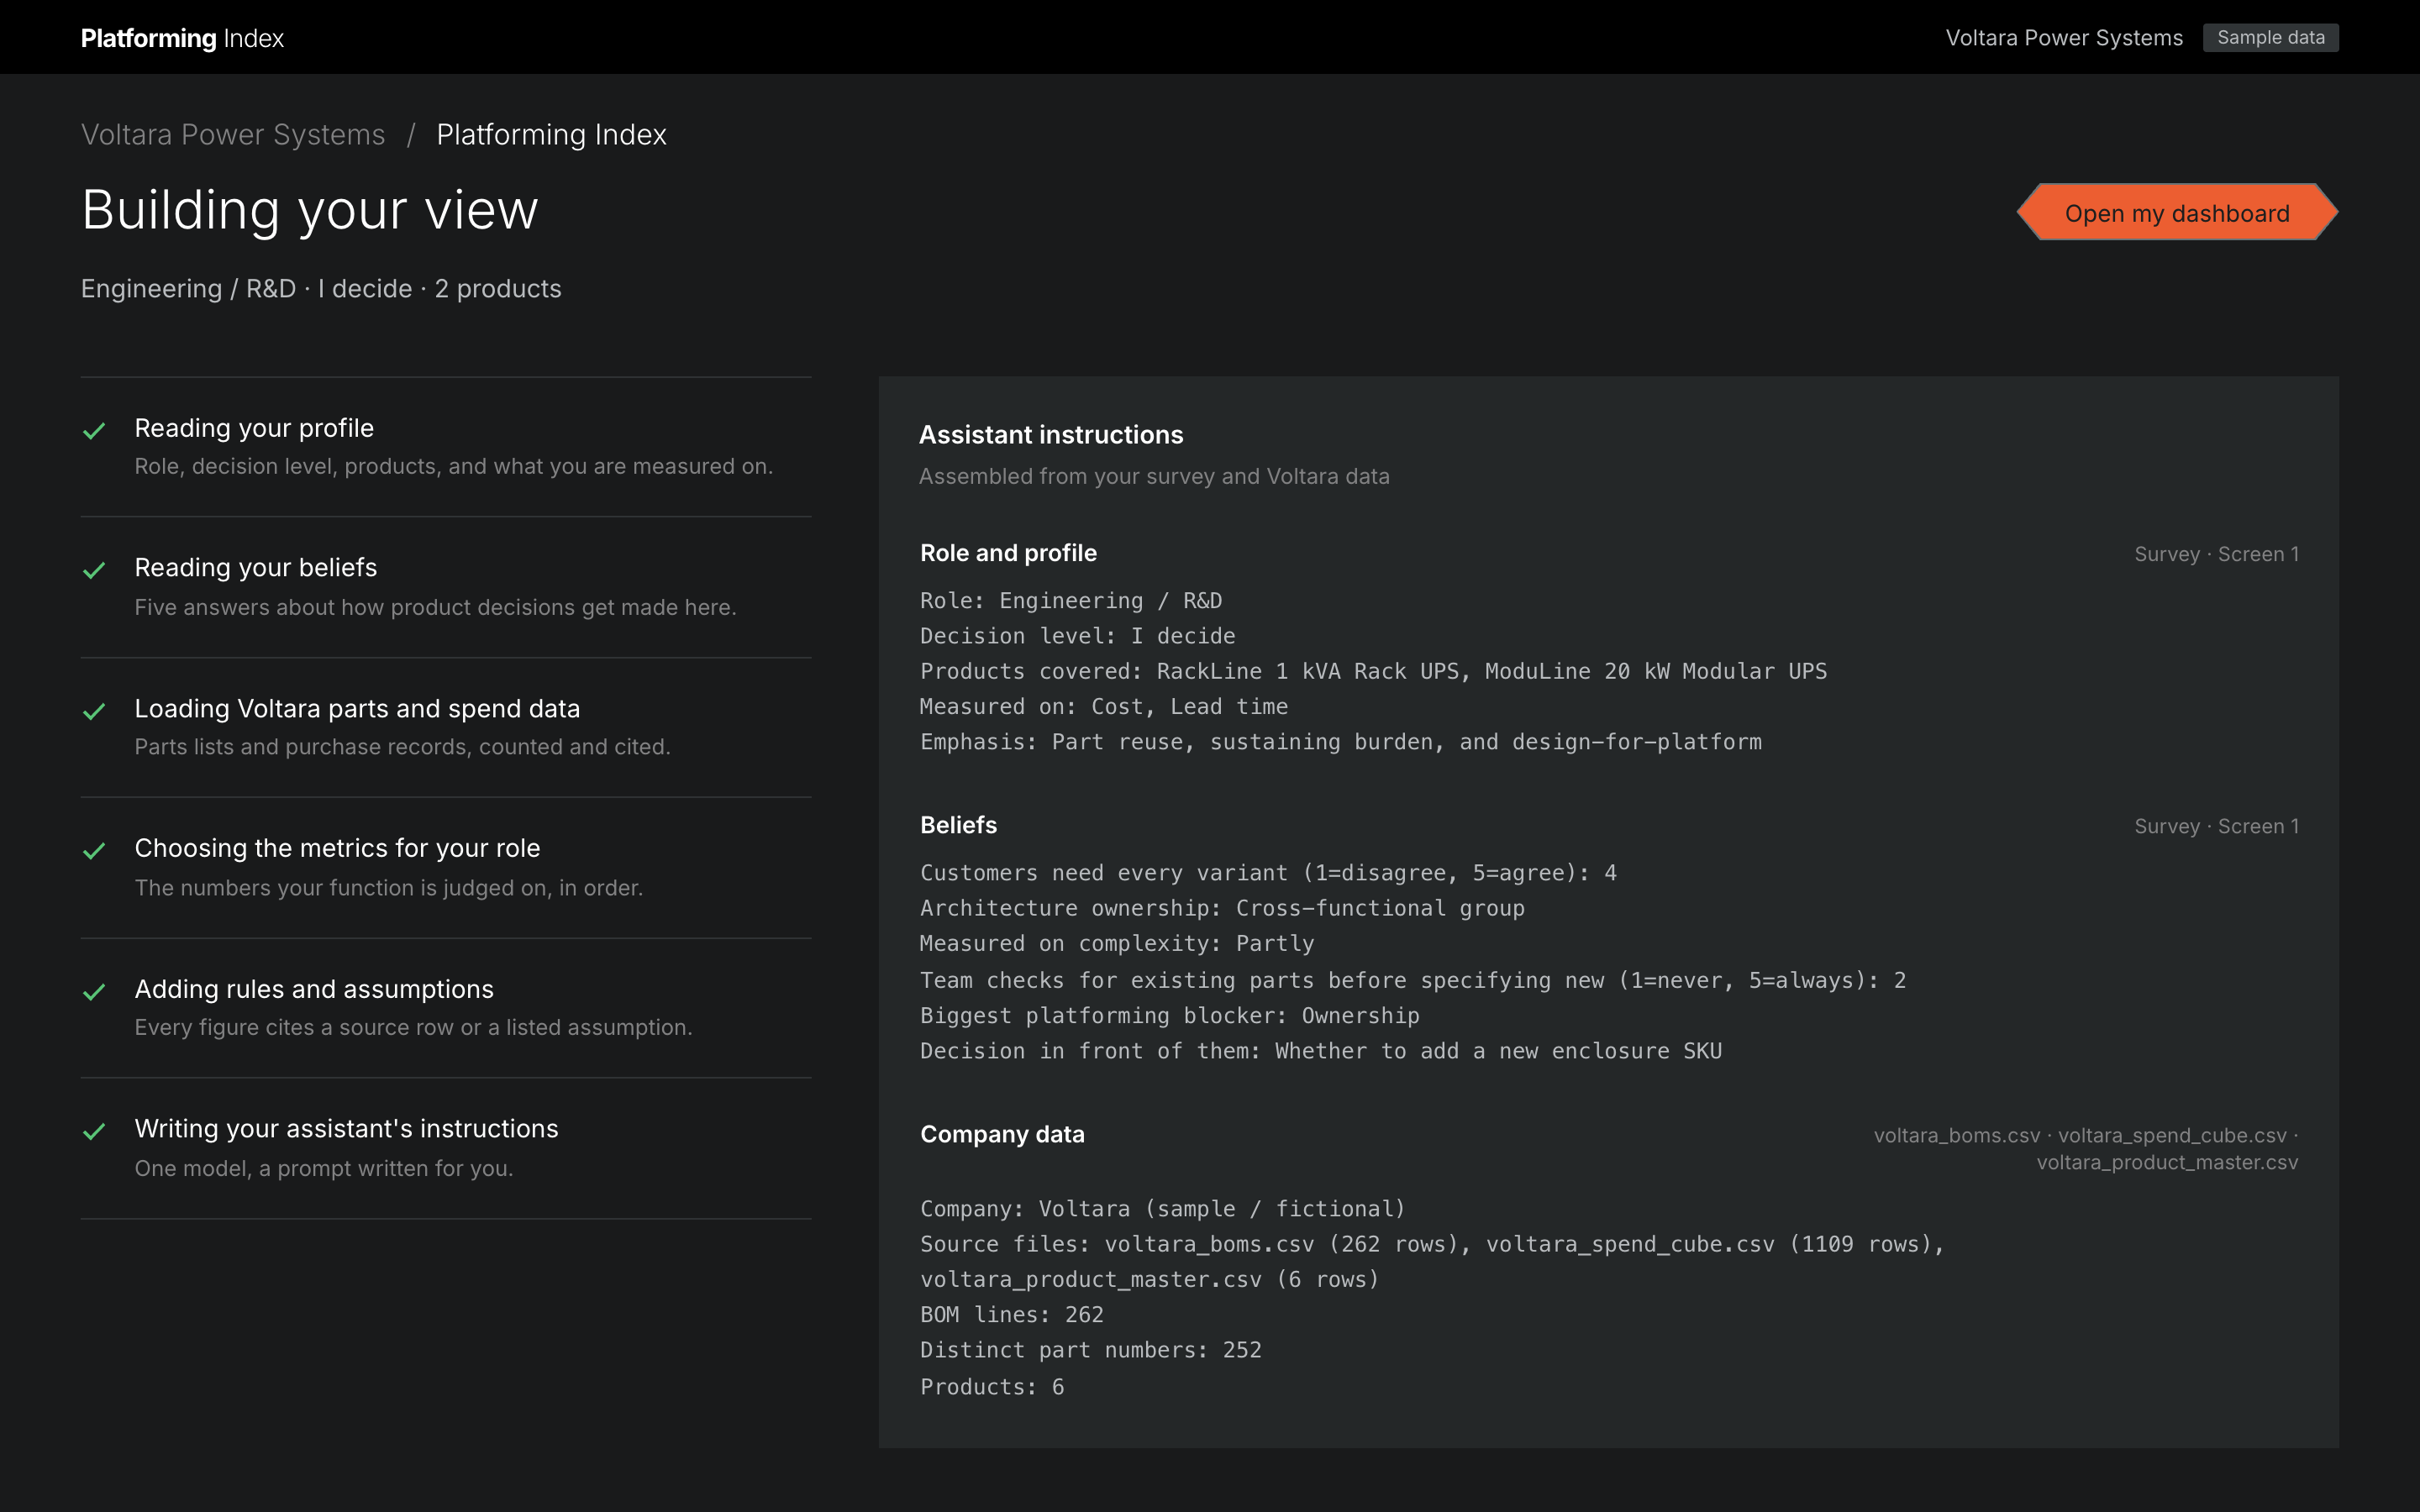 Platforming Index
Voltara Power Systems
Sample data
Voltara Power Systems / Platforming Index
Building your view
Open my dashboard
Engineering / R&D · I decide · 2 products
Reading your profile
Role, decision level, products, and what you are measured on.
Reading your beliefs
Five answers about how product decisions get made here.
Loading Voltara parts and spend data
Parts lists and purchase records, counted and cited.
Choosing the metrics for your role
The numbers your function is judged on, in order.
Adding rules and assumptions
Every figure cites a source row or a listed assumption.
Writing your assistant's instructions
One model, a prompt written for you.
Assistant instructions
Assembled from your survey and Voltara data
Role and profile
Survey · Screen 1
Role: Engineering / R&D
Decision level: I decide
Products covered: RackLine 1 kVA Rack UPS, ModuLine 20 kW Modular UPS
Measured on: Cost, Lead time
Emphasis: Part reuse, sustaining burden, and design-for-platform
Beliefs
Survey · Screen 1
Customers need every variant (1=disagree, 5=agree): 4
Architecture ownership: Cross-functional group
Measured on complexity: Partly
Team checks for existing parts before specifying new (1=never, 5=always): 2
Biggest platforming blocker: Ownership
Decision in front of them: Whether to add a new enclosure SKU
Company data
voltara_boms.csv · voltara_spend_cube.csv ·
voltara_product_master.csv
Company: Voltara (sample / fictional)
Source files: voltara_boms.csv (262 rows), voltara_spend_cube.csv (1109 rows),
voltara_product_master.csv (6 rows)
BOM lines: 262
Distinct part numbers: 252
Products: 6